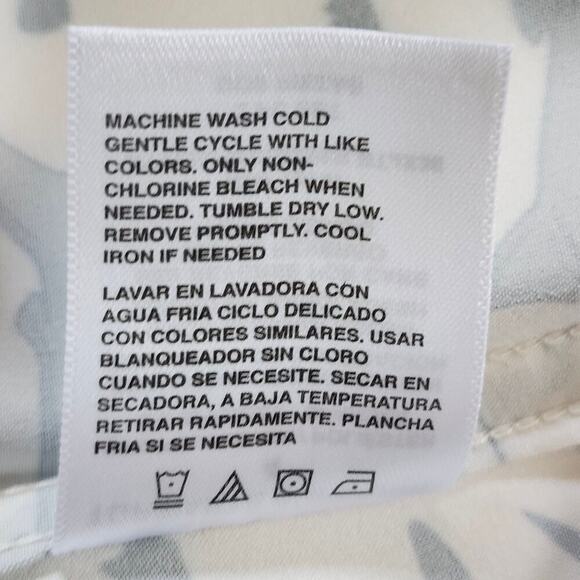 MACHINE WASH COLD
GENTLE CYCLE WITH LIKE
COLORS. ONLY NON-
CHLORINE BLEACH WHEN
NEEDED. TUMBLE DRY LOW.
REMOVE PROMPTLY. COOL
IRON IF NEEDED
LAVAR EN LAVADORA CON
AGUA FRIA CICLO DELICADO
CON COLORES SIMILARES. USAR
BLANQUEADOR SIN CLORO
CUANDO SE NECESITE. SECAR EN
SECADORA, A BAJA TEMPERATURA
RETIRAR RAPIDAMENTE. PLANCHA
FRIA SI SE NECESITA